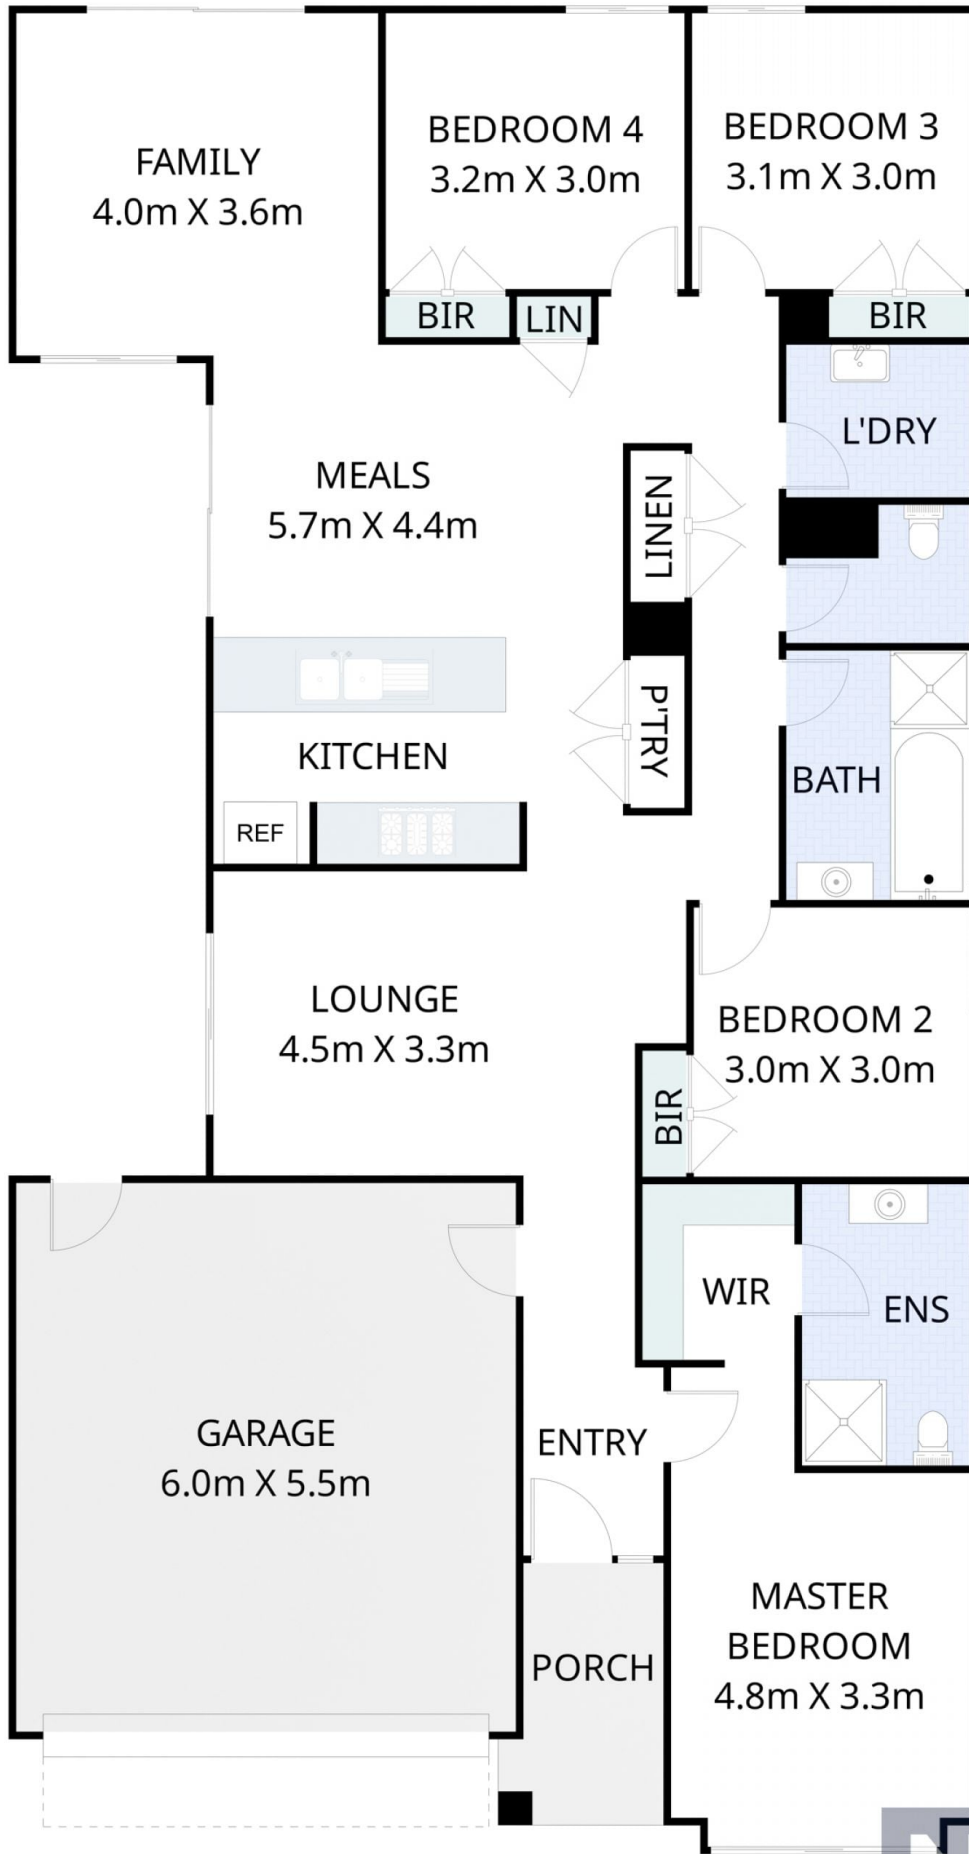 FAMILY
4.0m X 3.6m
BEDROOM 4
3.2m X 3.0m
BEDROOM 3
3.1m X 3.0m
BIR
LIN
BIR
L'DRY
MEALS
5.7m X 4.4m
LINEN
P'TRY
KITCHEN
REF
BATH
LOUNGE
4.5m X 3.3m
BEDROOM 2
3.0m X 3.0m
BIR
WIR
ENS
GARAGE
6.0m X 5.5m
ENTRY
PORCH
MASTER
BEDROOM
4.8m X 3.3m